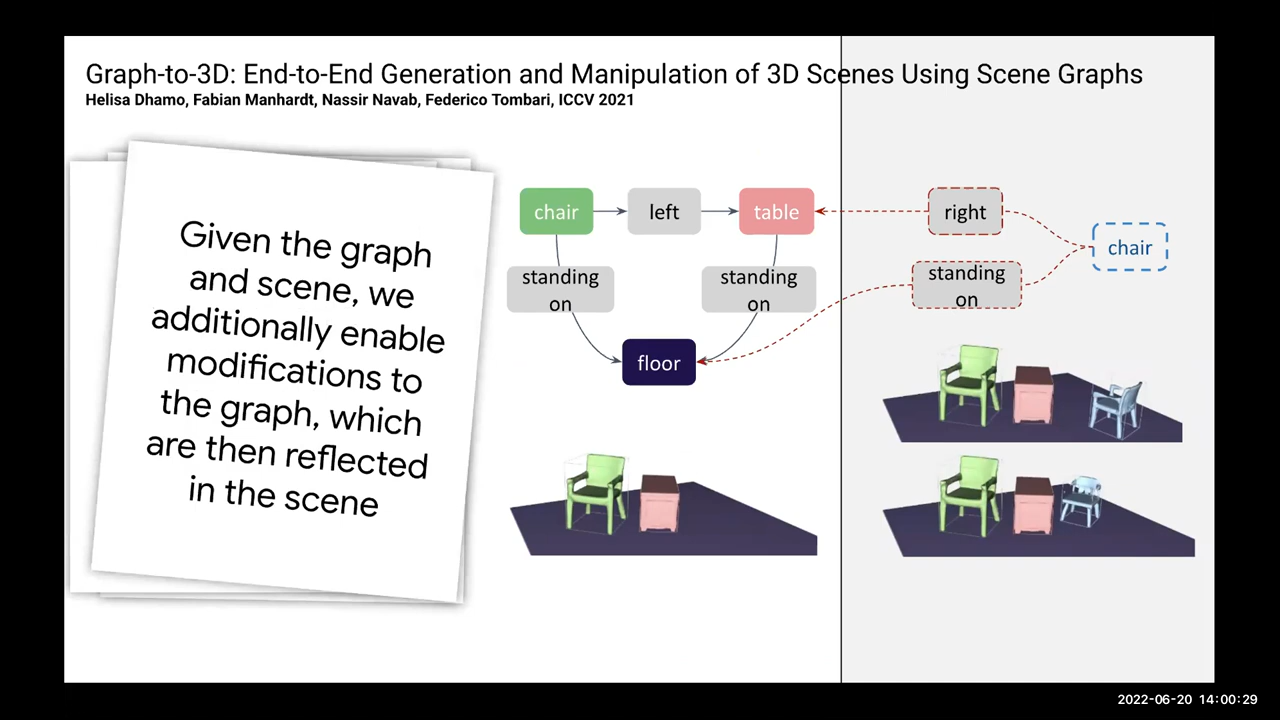 Graph-to-3D: End-to-End Generation and Manipulation of 3D Scenes Using Scene Graphs
Helisa Dhamo, Fabian Manhardt, Nassir Navab, Federico Tombari, ICCV 2021
Given the graph
and scene, we
additionally enable
modifications to
the graph, which
are then reflected
in the scene
chair
left
table
standing
on
standing
on
floor
right
chair
standing
on
2022-06-20 14:00:29